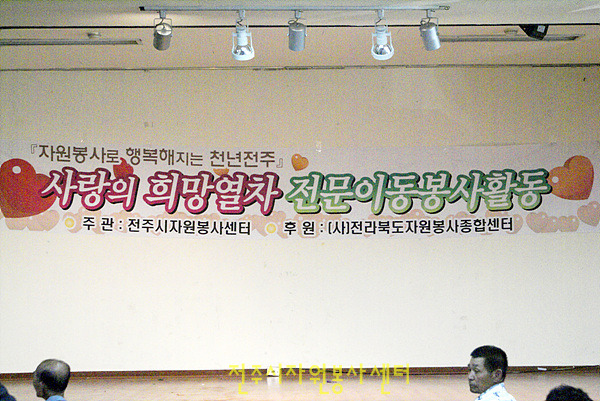 『자원봉사로 행복해지는 천년전주』
사랑의 희망열차 전문이동봉사활동
주 관 : 전주시자원봉사센터 후 원 : (사)전라북도자원봉사종합센터
전주시자원봉사센터